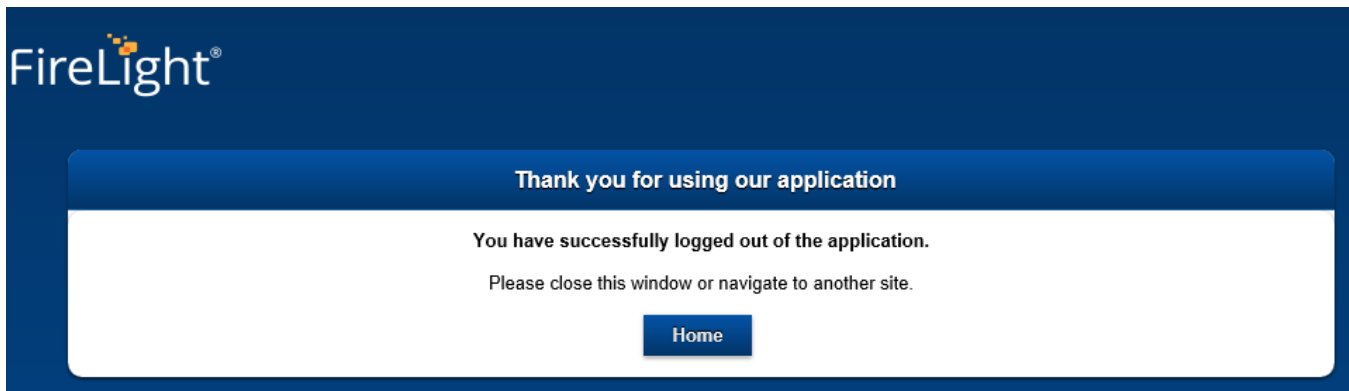 FireLight®
Thank you for using our application
You have successfully logged out of the application.
Please close this window or navigate to another site.
Home